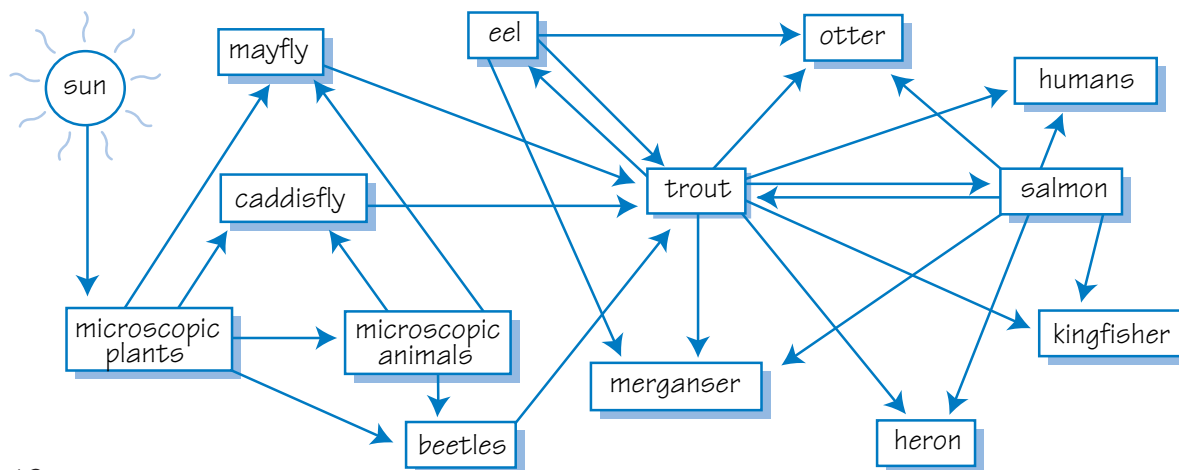 sun
mayfly
eel
otter
humans
caddisfly
trout
salmon
microscopic
plants
microscopic
animals
merganser
kingfisher
beetles
heron